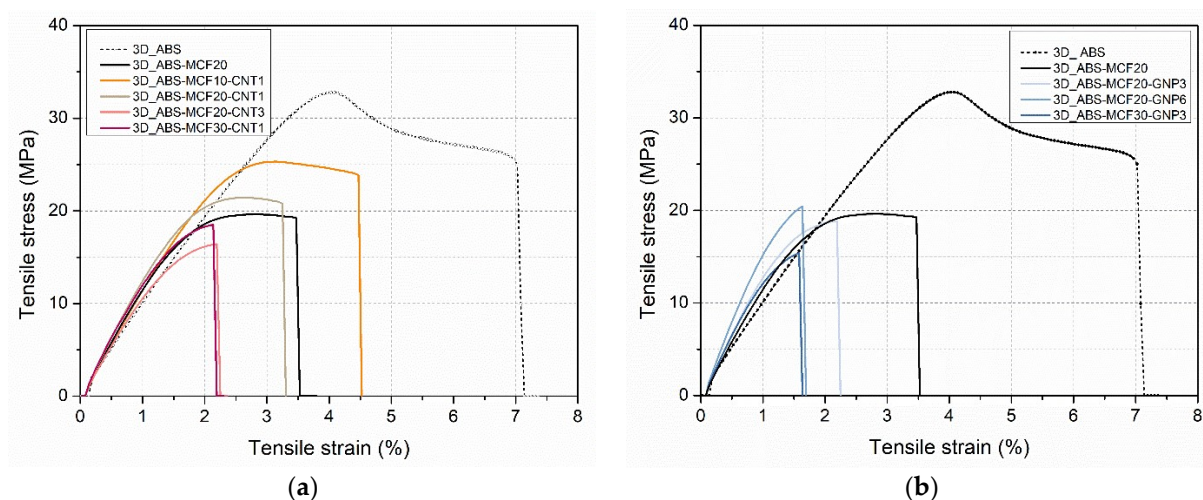 40
30
20
10
0
Tensile stress (MPa)
3D_ABS
3D_ABS-MCF20
3D_ABS-MCF10-CNT1
3D_ABS-MCF20-CNT1
3D_ABS-MCF20-CNT3
3D_ABS-MCF30-CNT1
0 1 2 3 4 5 6 7 8
Tensile strain (%)
(a)
40
30
20
10
0
Tensile stress (MPa)
3D_ ABS
3D_ABS-MCF20
3D_ABS-MCF20-GNP3
3D_ABS-MCF20-GNP6
3D_ABS-MCF30-GNP3
0 1 2 3 4 5 6 7 8
Tensile strain (%)
(b)